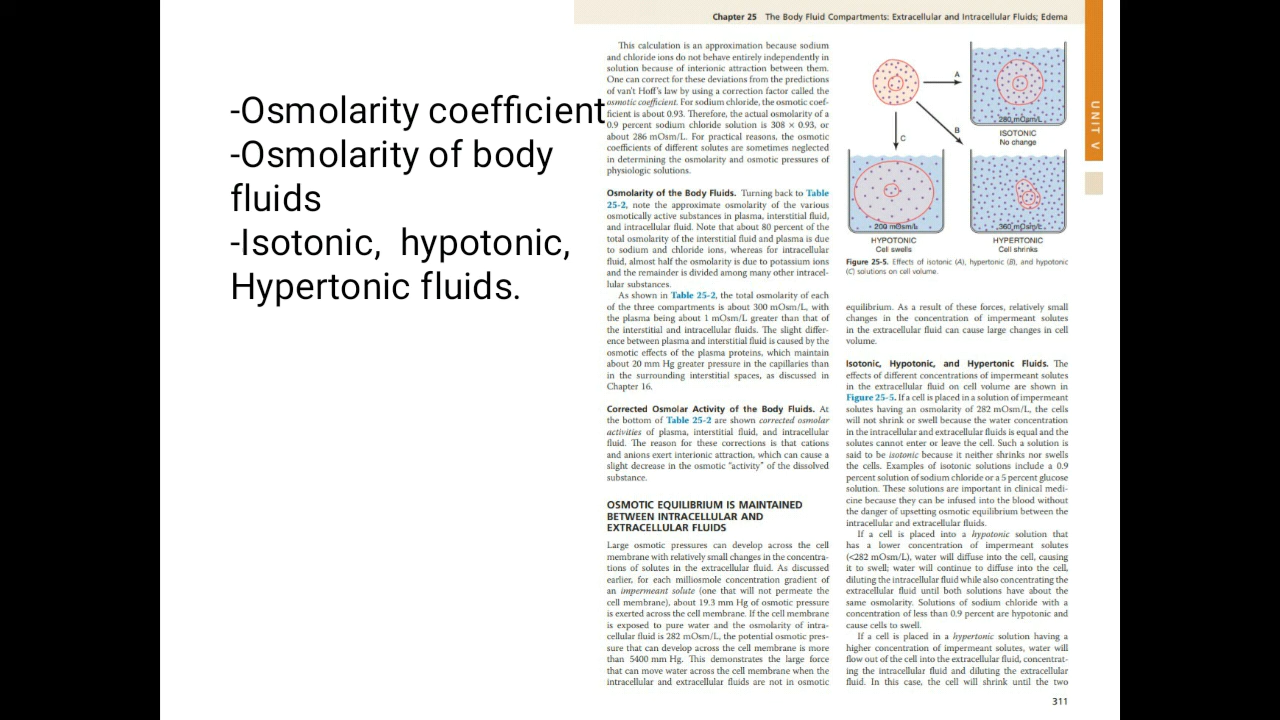 Chapter 25 The Body Fluid Compartments: Extracellular and Intracellular Fluids; Edema
-Osmolarity coefficient
-Osmolarity of body
fluids
-Isotonic, hypotonic,
Hypertonic fluids.
This calculation is an approximation because sodium
and chloride ions do not behave entirely independently in
solution because of interionic attraction between them.
One can correct for these deviations from the predictions
of van't Hoff's law by using a correction factor called the
osmotic coefficient. For sodium chloride, the osmotic coef-
ficient is about 0.93. Therefore, the actual osmolarity of a
0.9 percent sodium chloride solution is 308 × 0.93, or
about 286 mOsm/L. For practical reasons, the osmotic
coefficients of different solutes are sometimes neglected
in determining the osmolarity and osmotic pressures of
physiologic solutions.
Osmolarity of the Body Fluids. Turning back to Table
25-2, note the approximate osmolarity of the various
osmotically active substances in plasma, interstitial fluid,
and intracellular fluid. Note that about 80 percent of the
total osmolarity of the interstitial fluid and plasma is due
to sodium and chloride ions, whereas for intracellular
fluid, almost half the osmolarity is due to potassium ions
and the remainder is divided among many other intracel-
lular substances.
As shown in Table 25-2, the total osmolarity of each
of the three compartments is about 300 mOsm/L, with
the plasma being about 1 mOsm/L greater than that of
the interstitial and intracellular fluids. The slight differ-
ence between plasma and interstitial fluid is caused by the
osmotic effects of the plasma proteins, which maintain
about 20 mm Hg greater pressure in the capillaries than
in the surrounding interstitial spaces, as discussed in
Chapter 16.
Corrected Osmolar Activity of the Body Fluids. At
the bottom of Table 25-2 are shown corrected osmolar
activities of plasma, interstitial fluid, and intracellular
fluid. The reason for these corrections is that cations
and anions exert interionic attraction, which can cause a
slight decrease in the osmotic "activity" of the dissolved
substance.
OSMOTIC EQUILIBRIUM IS MAINTAINED
BETWEEN INTRACELLULAR AND
EXTRACELLULAR FLUIDS
Large osmotic pressures can develop across the cell
membrane with relatively small changes in the concentra-
tions of solutes in the extracellular fluid. As discussed
earlier, for each milliosmole concentration gradient of
an impermeant solute (one that will not permeate the
cell membrane), about 19.3 mm Hg of osmotic pressure
is exerted across the cell membrane. If the cell membrane
is exposed to pure water and the osmolarity of intra-
cellular fluid is 282 mOsm/L, the potential osmotic pres-
sure that can develop across the cell membrane is more
than 5400 mm Hg. This demonstrates the large force
that can move water across the cell membrane when the
intracellular and extracellular fluids are not in osmotic
A
B
C
280 mOsm/L
ISOTONIC
No change
200 mOsm/L
HYPOTONIC
Cell swells
360 mOsm/L
HYPERTONIC
Cell shrinks
Figure 25-5. Effects of isotonic (A), hypertonic (B), and hypotonic
(C) solutions on cell volume.
equilibrium. As a result of these forces, relatively small
changes in the concentration of impermeant solutes
in the extracellular fluid can cause large changes in cell
volume.
Isotonic, Hypotonic, and Hypertonic Fluids. The
effects of different concentrations of impermeant solutes
in the extracellular fluid on cell volume are shown in
Figure 25-5. If a cell is placed in a solution of impermeant
solutes having an osmolarity of 282 mOsm/L, the cells
will not shrink or swell because the water concentration
in the intracellular and extracellular fluids is equal and the
solutes cannot enter or leave the cell. Such a solution is
said to be isotonic because it neither shrinks nor swells
the cells. Examples of isotonic solutions include a 0.9
percent solution of sodium chloride or a 5 percent glucose
solution. These solutions are important in clinical medi-
cine because they can be infused into the blood without
the danger of upsetting osmotic equilibrium between the
intracellular and extracellular fluids.
If a cell is placed into a hypotonic solution that
has a lower concentration of impermeant solutes
(<282 mOsm/L), water will diffuse into the cell, causing
it to swell; water will continue to diffuse into the cell,
diluting the intracellular fluid while also concentrating the
extracellular fluid until both solutions have about the
same osmolarity. Solutions of sodium chloride with a
concentration of less than 0.9 percent are hypotonic and
cause cells to swell.
If a cell is placed in a hypertonic solution having a
higher concentration of impermeant solutes, water will
flow out of the cell into the extracellular fluid, concentrat-
ing the intracellular fluid and diluting the extracellular
fluid. In this case, the cell will shrink until the two
UNIT V
311